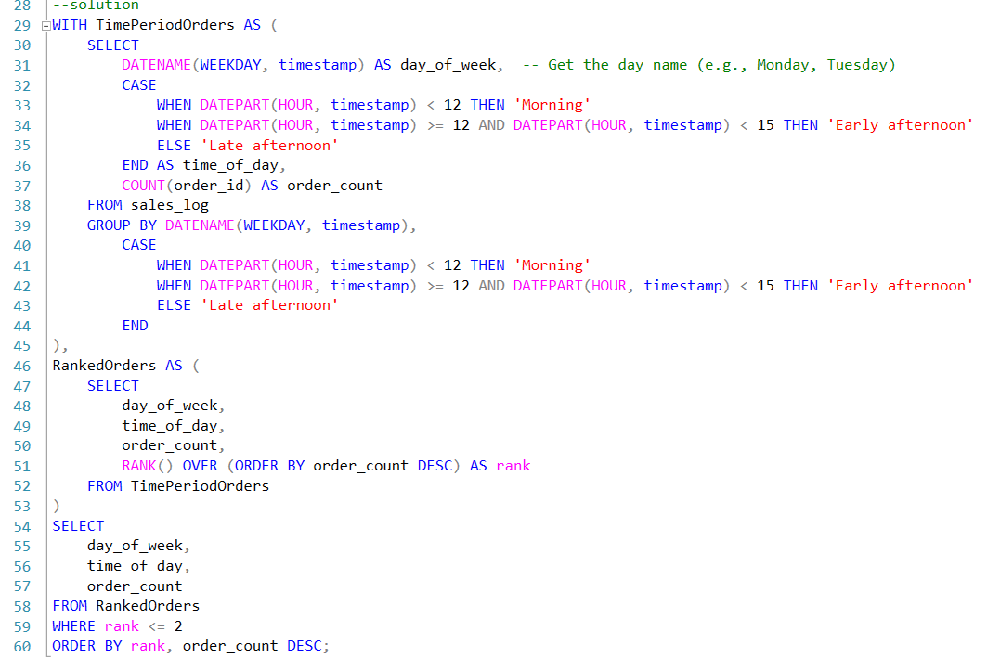 28 --solution
29 WITH TimePeriodOrders AS (
30     SELECT
31         DATENAME(WEEKDAY, timestamp) AS day_of_week,  -- Get the day name (e.g., Monday, Tuesday)
32         CASE
33             WHEN DATEPART(HOUR, timestamp) < 12 THEN 'Morning'
34             WHEN DATEPART(HOUR, timestamp) >= 12 AND DATEPART(HOUR, timestamp) < 15 THEN 'Early afternoon'
35             ELSE 'Late afternoon'
36         END AS time_of_day,
37         COUNT(order_id) AS order_count
38     FROM sales_log
39     GROUP BY DATENAME(WEEKDAY, timestamp),
40         CASE
41             WHEN DATEPART(HOUR, timestamp) < 12 THEN 'Morning'
42             WHEN DATEPART(HOUR, timestamp) >= 12 AND DATEPART(HOUR, timestamp) < 15 THEN 'Early afternoon'
43             ELSE 'Late afternoon'
44         END
45 ),
46 RankedOrders AS (
47     SELECT
48         day_of_week,
49         time_of_day,
50         order_count,
51         RANK() OVER (ORDER BY order_count DESC) AS rank
52     FROM TimePeriodOrders
53 )
54 SELECT
55     day_of_week,
56     time_of_day,
57     order_count
58 FROM RankedOrders
59 WHERE rank <= 2
60 ORDER BY rank, order_count DESC;